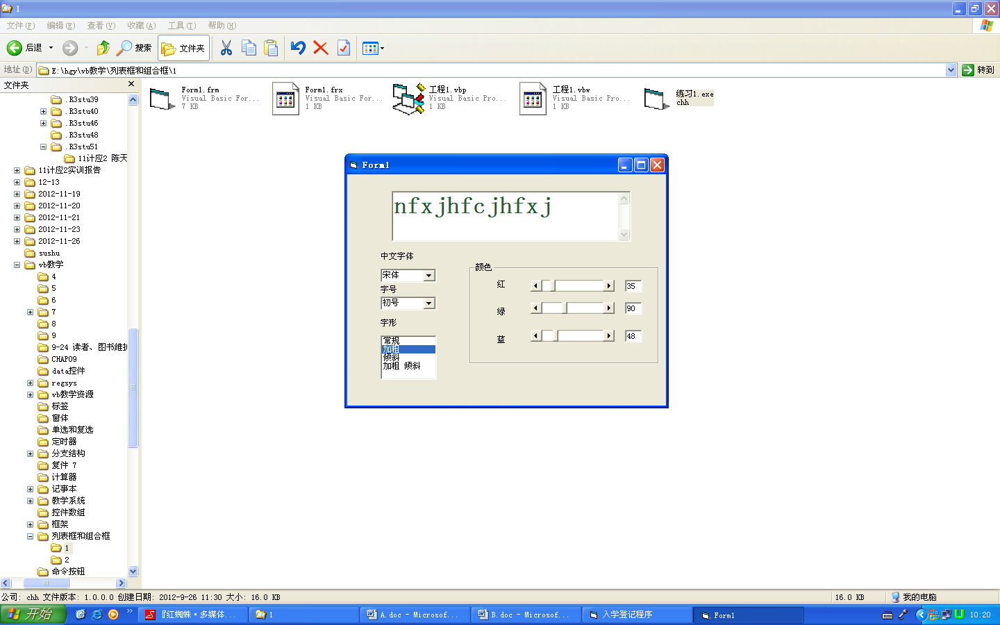 1
文件(F) 编辑(E) 查看(V) 收藏(A) 工具(T) 帮助(H)
后退 搜索 文件夹
地址(D) E:\hgy\vb教学\列表框和组合框\1 转到
文件夹
.R3stu39
.R3stu40
.R3stu46
.R3stu48
.R3stu51
11计应2 陈天
11计应2实训报告
12-13
2012-11-19
2012-11-20
2012-11-21
2012-11-23
2012-11-26
sushu
vb教学
4
5
6
7
8
9
9-24 读者、图书维护
CHAP09
data控件
regsys
vb教学资源
标签
窗体
单选和复选
定时器
分支结构
复件 7
计算器
记事本
教学系统
控件数组
框架
列表框和组合框
1
2
命令按钮
Form1.frm
Visual Basic For...
7 KB
Form1.frx
Visual Basic For...
1 KB
工程1.vbp
Visual Basic Pro...
1 KB
工程1.vbw
Visual Basic Pro...
1 KB
练习1.exe
chh
Form1
nfxjhfcjhfxj
中文字体
宋体
字号
初号
字形
常规
加粗
倾斜
加粗 倾斜
颜色
红 35
绿 90
蓝 48
公司: chh 文件版本: 1.0.0.0 创建日期: 2012-9-26 11:30 大小: 16.0 KB 16.0 KB 我的电脑
开始 『红蜘蛛·多媒体... 1 A.doc - Microsof... B.doc - Microsof... 入学登记程序 Form1 10:20